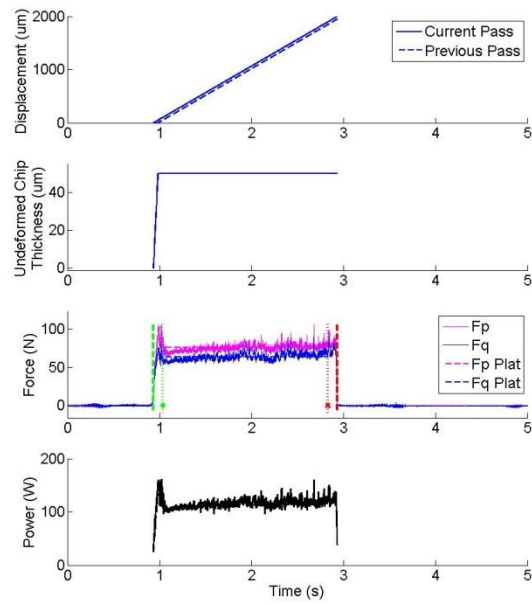 2000
1000
0
Displacement (um)
Current Pass
Previous Pass
0 1 2 3 4 5
40
20
0
Undeformed Chip
Thickness (um)
0 1 2 3 4 5
100
50
0
Force (N)
Fp
Fq
Fp Plat
Fq Plat
0 1 2 3 4 5
200
100
0
Power (W)
0 1 2 3 4 5
Time (s)